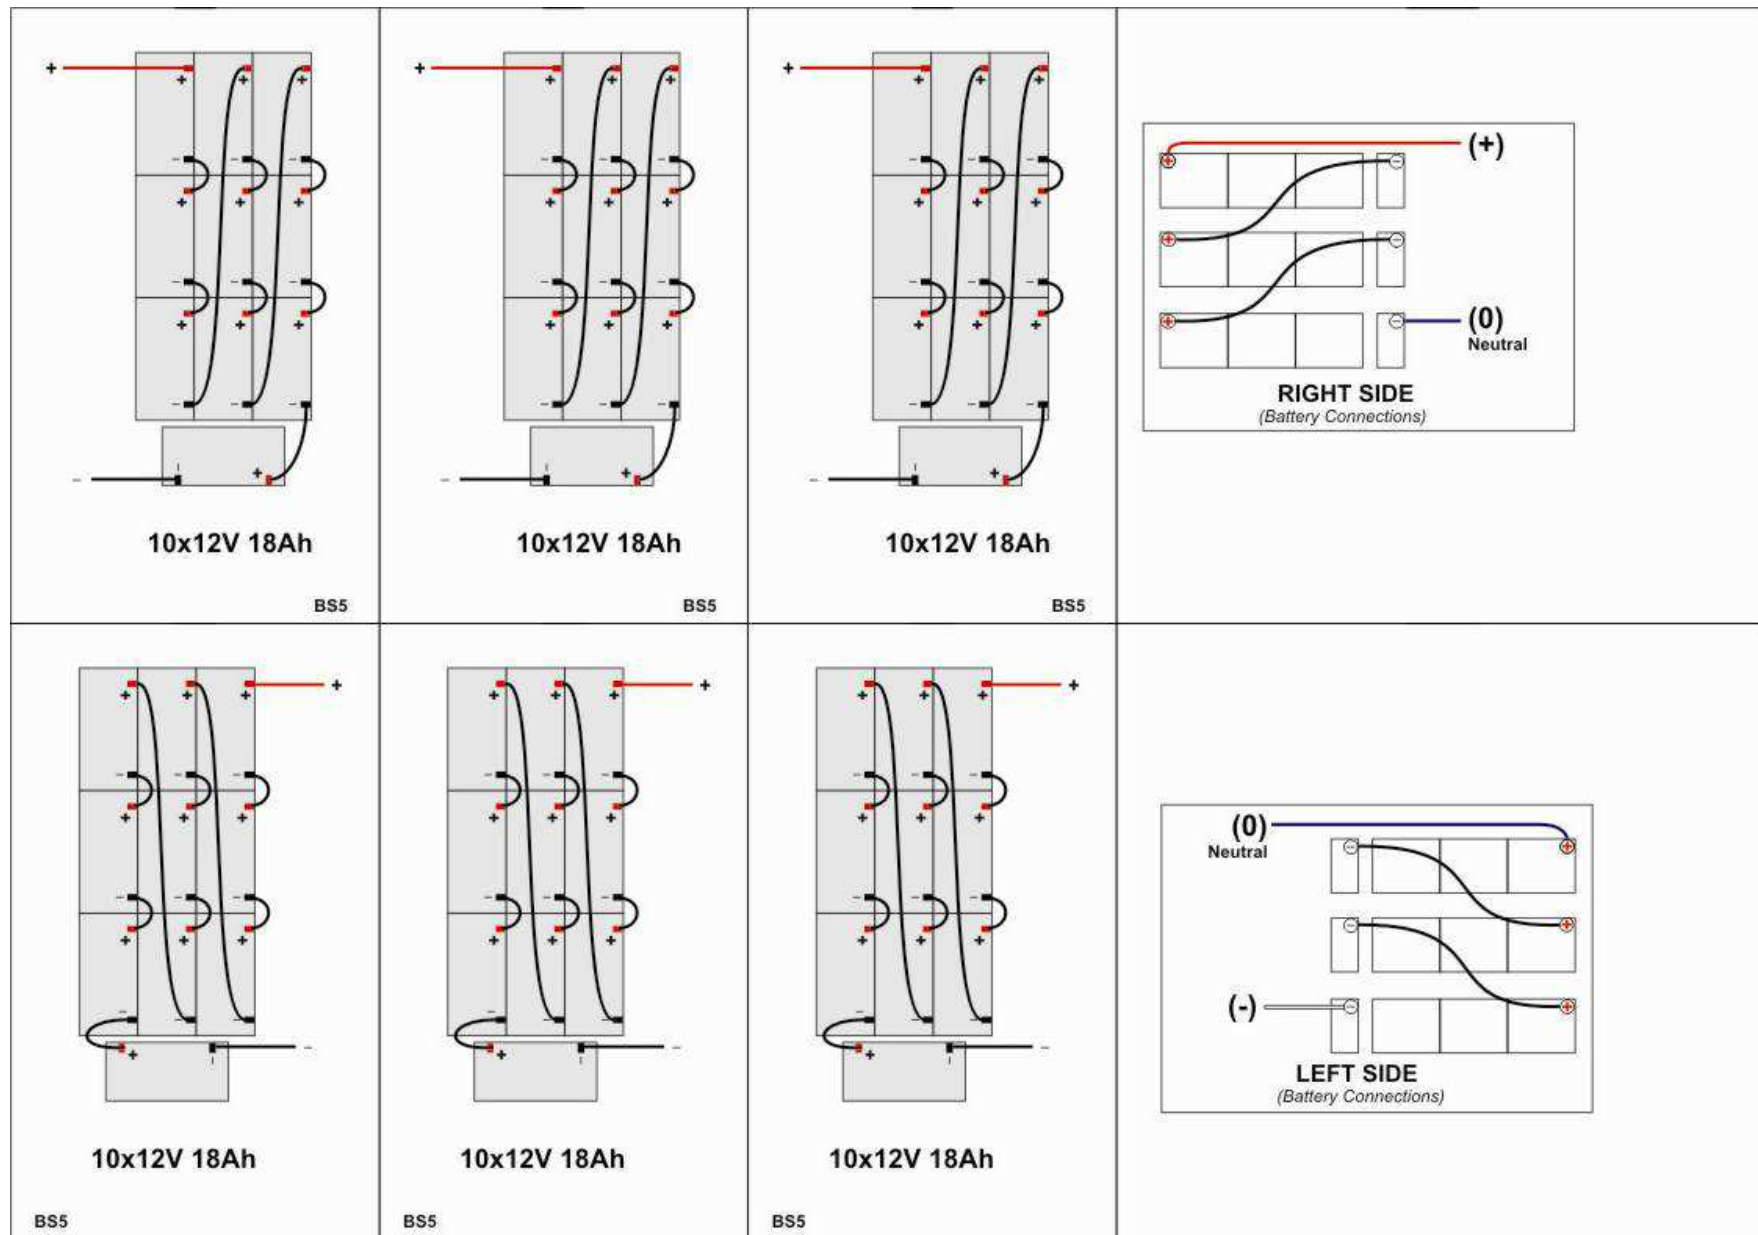 10x12V 18Ah
BS5
10x12V 18Ah
BS5
10x12V 18Ah
BS5
(+)
(0)
Neutral
RIGHT SIDE
(Battery Connections)
10x12V 18Ah
BS5
10x12V 18Ah
BS5
10x12V 18Ah
BS5
(0)
Neutral
(-)
LEFT SIDE
(Battery Connections)